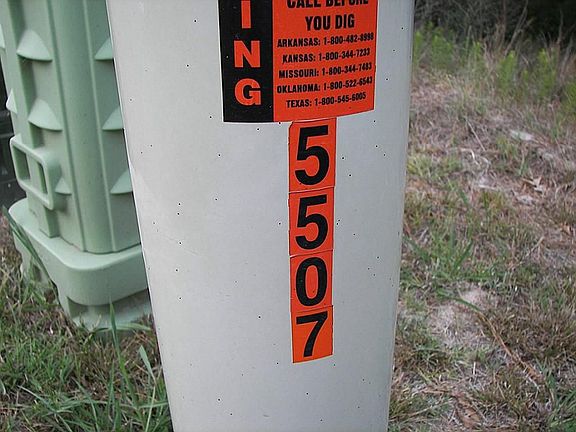 ING
CALL BEFORE
YOU DIG
ARKANSAS: 1-800-482-8998
KANSAS: 1-800-344-7233
MISSOURI: 1-800-344-7483
OKLAHOMA: 1-800-522-6543
TEXAS: 1-800-545-6005
5
5
0
7